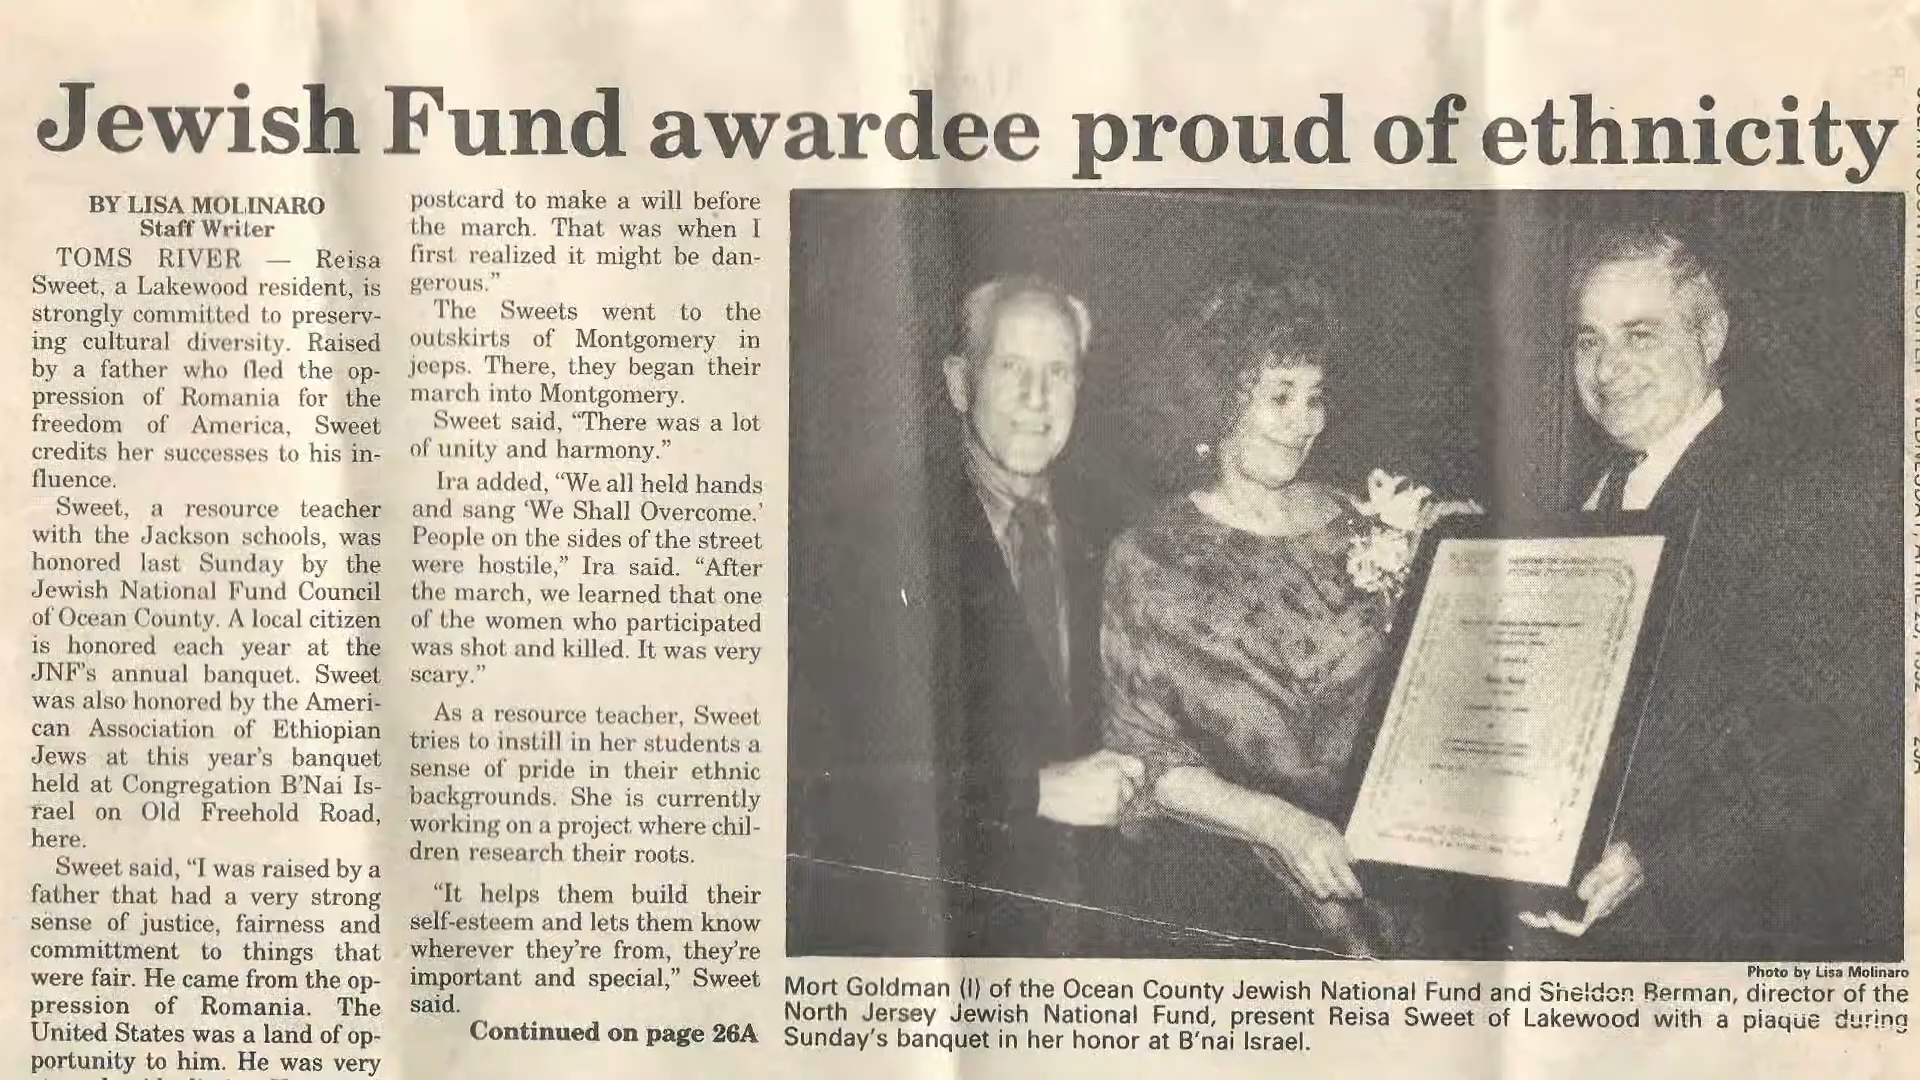 Jewish Fund awardee proud of ethnicity
BY LISA MOLINARO
Staff Writer
TOMS RIVER — Reisa
Sweet, a Lakewood resident, is
strongly committed to preserv-
ing cultural diversity. Raised
by a father who fled the op-
pression of Romania for the
freedom of America, Sweet
credits her successes to his in-
fluence.
Sweet, a resource teacher
with the Jackson schools, was
honored last Sunday by the
Jewish National Fund Council
of Ocean County. A local citizen
is honored each year at the
JNF's annual banquet. Sweet
was also honored by the Ameri-
can Association of Ethiopian
Jews at this year's banquet
held at Congregation B'Nai Is-
rael on Old Freehold Road,
here.
Sweet said, “I was raised by a
father that had a very strong
sense of justice, fairness and
committment to things that
were fair. He came from the op-
pression of Romania. The
United States was a land of op-
portunity to him. He was very
postcard to make a will before
the march. That was when I
first realized it might be dan-
gerous.”
The Sweets went to the
outskirts of Montgomery in
jeeps. There, they began their
march into Montgomery.
Sweet said, “There was a lot
of unity and harmony.”
Ira added, “We all held hands
and sang ‘We Shall Overcome.’
People on the sides of the street
were hostile,” Ira said. “After
the march, we learned that one
of the women who participated
was shot and killed. It was very
scary.”
As a resource teacher, Sweet
tries to instill in her students a
sense of pride in their ethnic
backgrounds. She is currently
working on a project where chil-
dren research their roots.
“It helps them build their
self-esteem and lets them know
wherever they’re from, they’re
important and special,” Sweet
said.
Continued on page 26A
Photo by Lisa Molinaro
Mort Goldman (l) of the Ocean County Jewish National Fund and Sheldon Berman, director of the
North Jersey Jewish National Fund, present Reisa Sweet of Lakewood with a plaque during
Sunday's banquet in her honor at B'nai Israel.